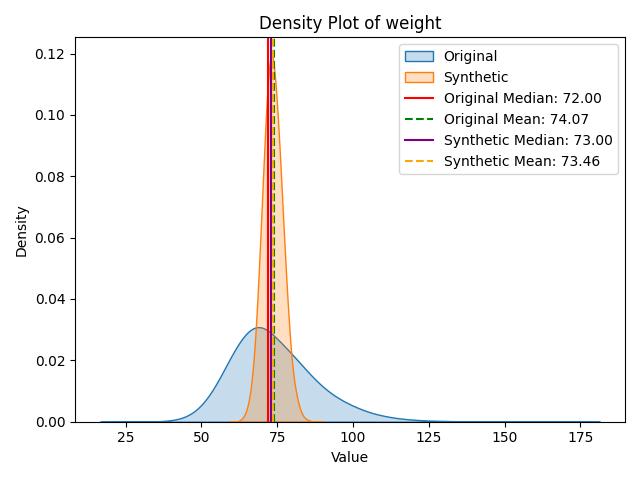 Density Plot of weight
0.12
0.10
0.08
0.06
0.04
0.02
0.00
Density
Original
Synthetic
Original Median: 72.00
Original Mean: 74.07
Synthetic Median: 73.00
Synthetic Mean: 73.46
25 50 75 100 125 150 175
Value